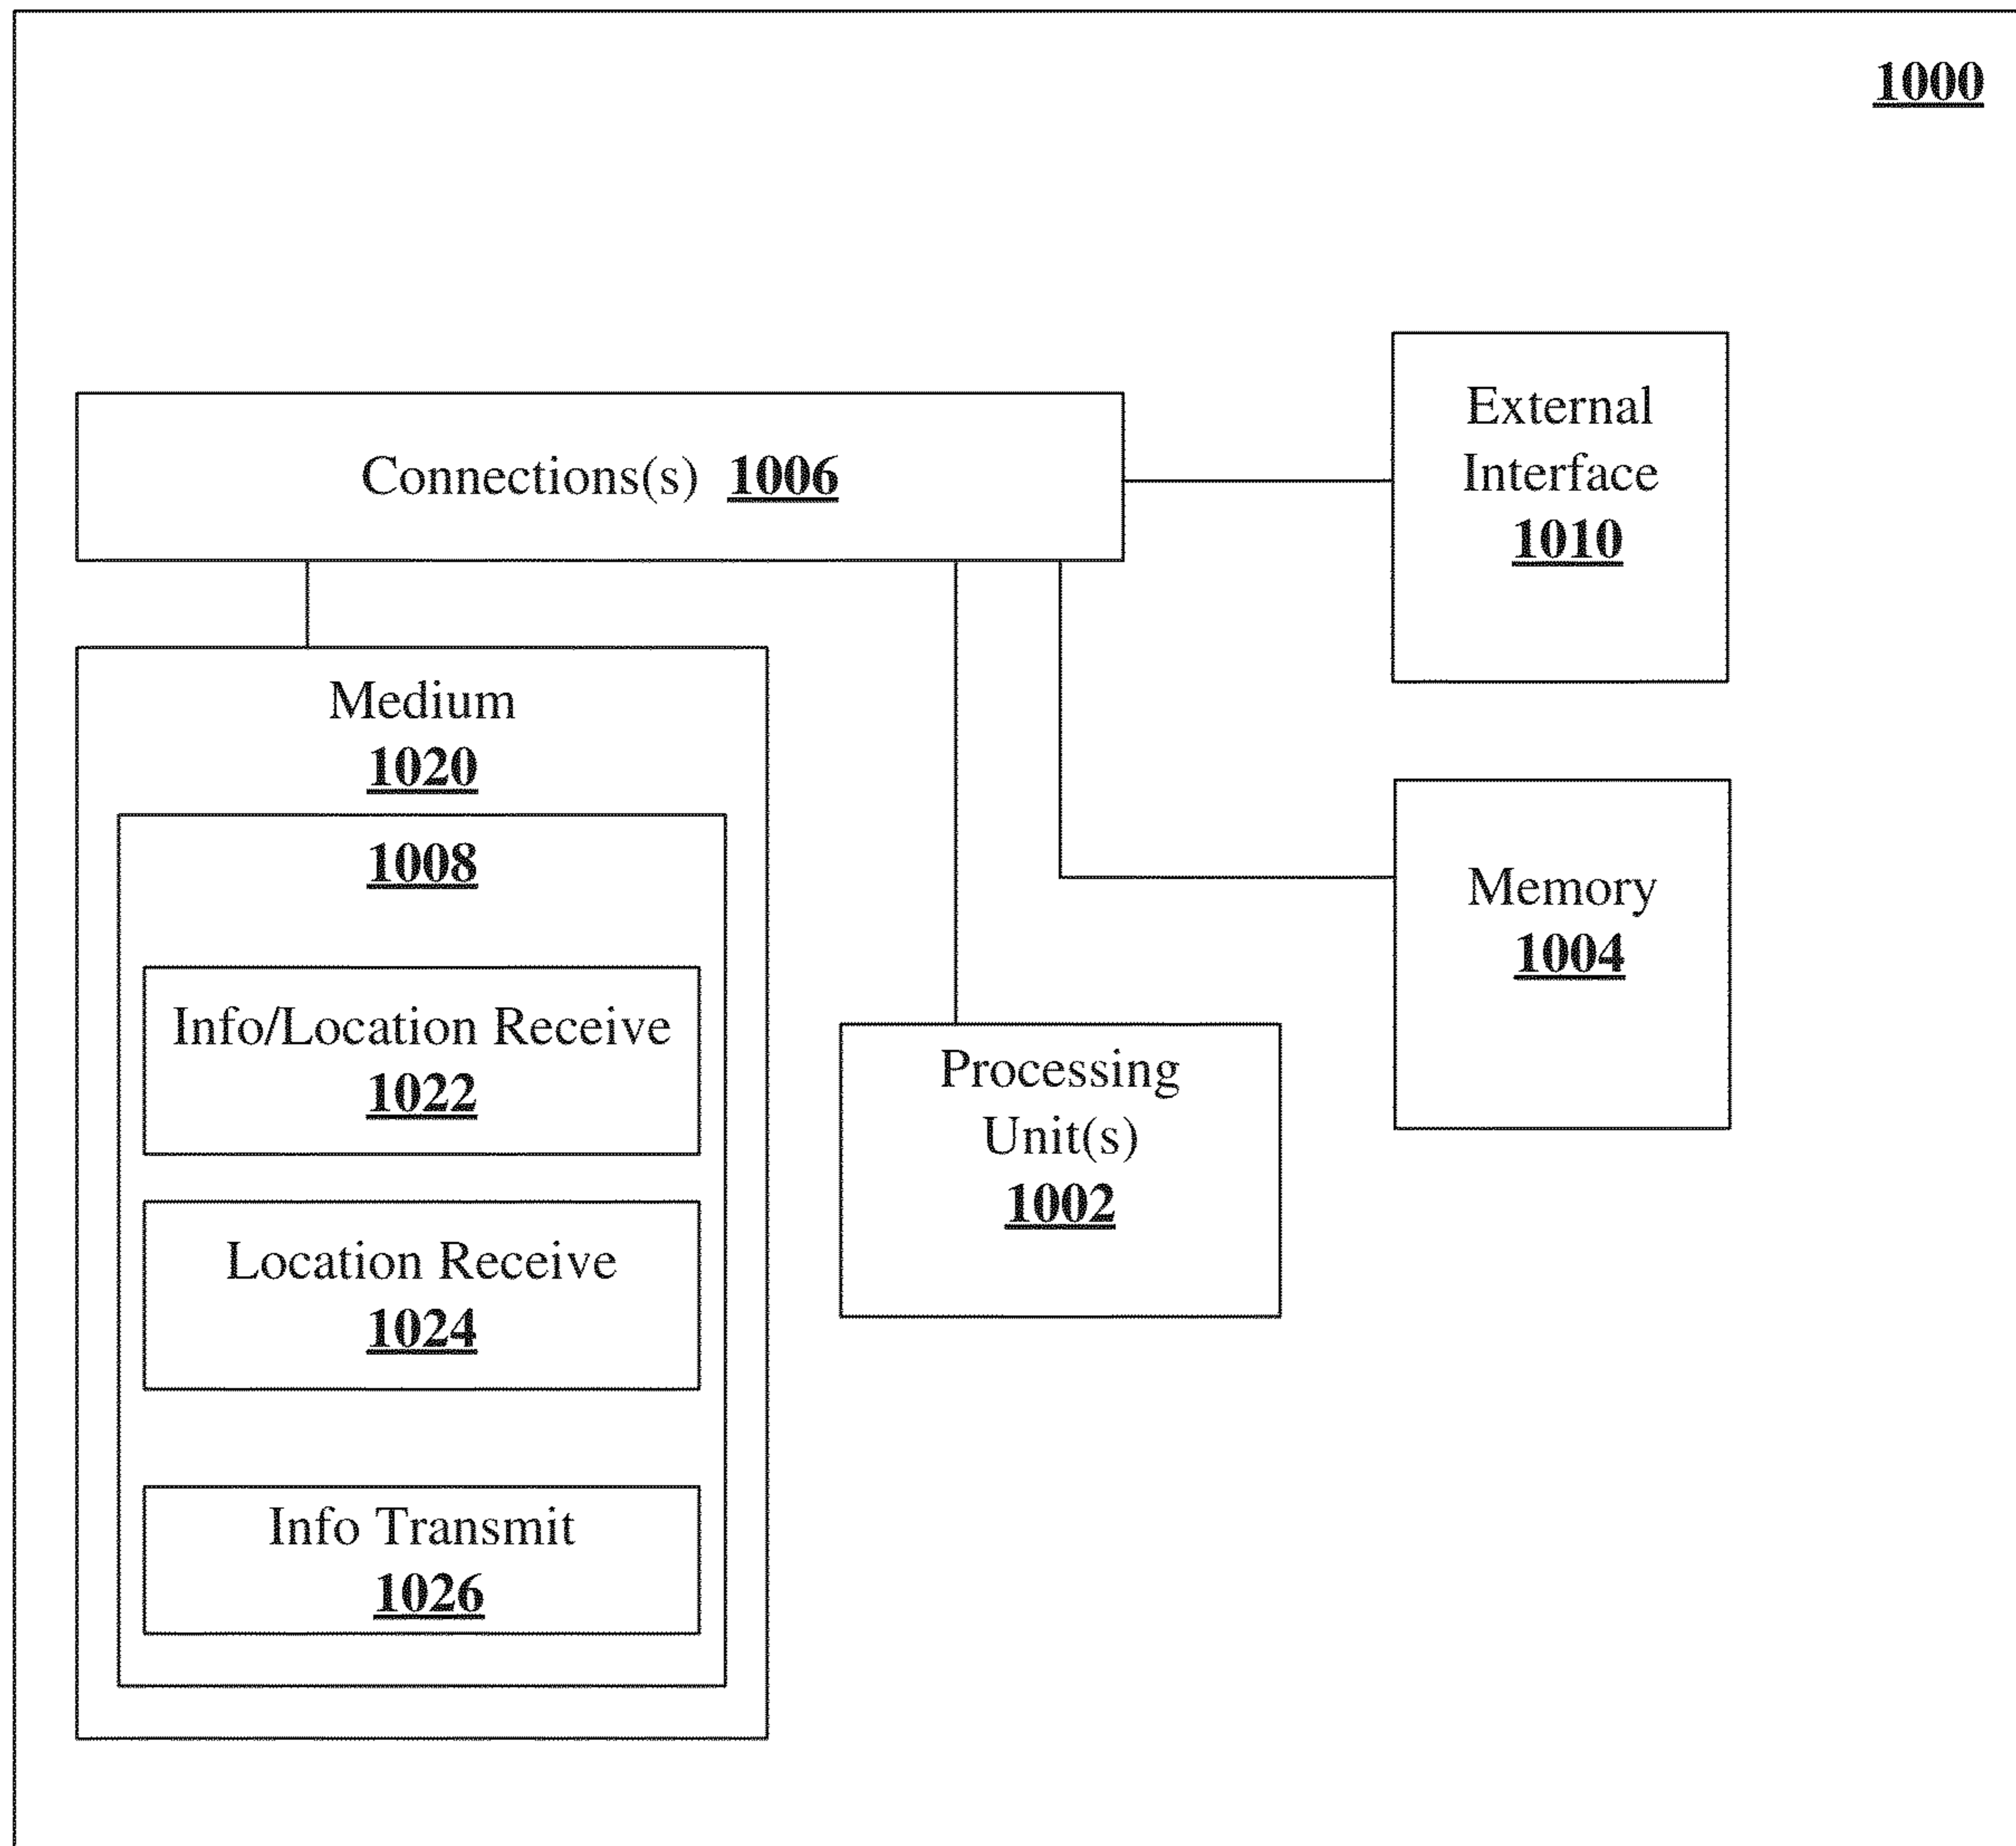 1000
Connections(s) 1006
External
Interface
1010
Medium
1020
1008
Info/Location Receive
1022
Location Receive
1024
Info Transmit
1026
Processing
Unit(s)
1002
Memory
1004